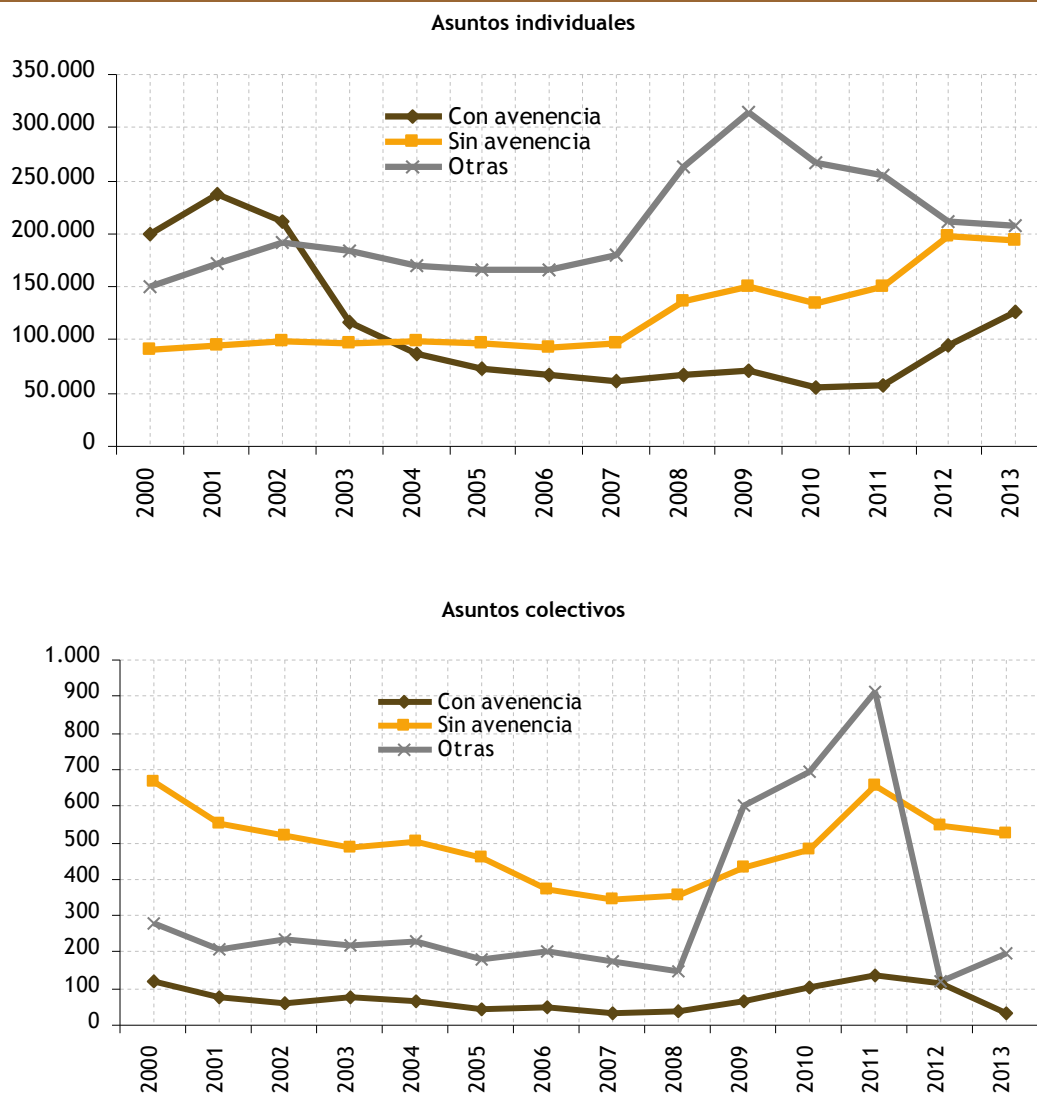 Asuntos individuales
350.000
300.000
250.000
200.000
150.000
100.000
50.000
0
Con avenencia
Sin avenencia
Otras
2000 2001 2002 2003 2004 2005 2006 2007 2008 2009 2010 2011 2012 2013
Asuntos colectivos
1.000
900
800
700
600
500
400
300
200
100
0
Con avenencia
Sin avenencia
Otras
2000 2001 2002 2003 2004 2005 2006 2007 2008 2009 2010 2011 2012 2013